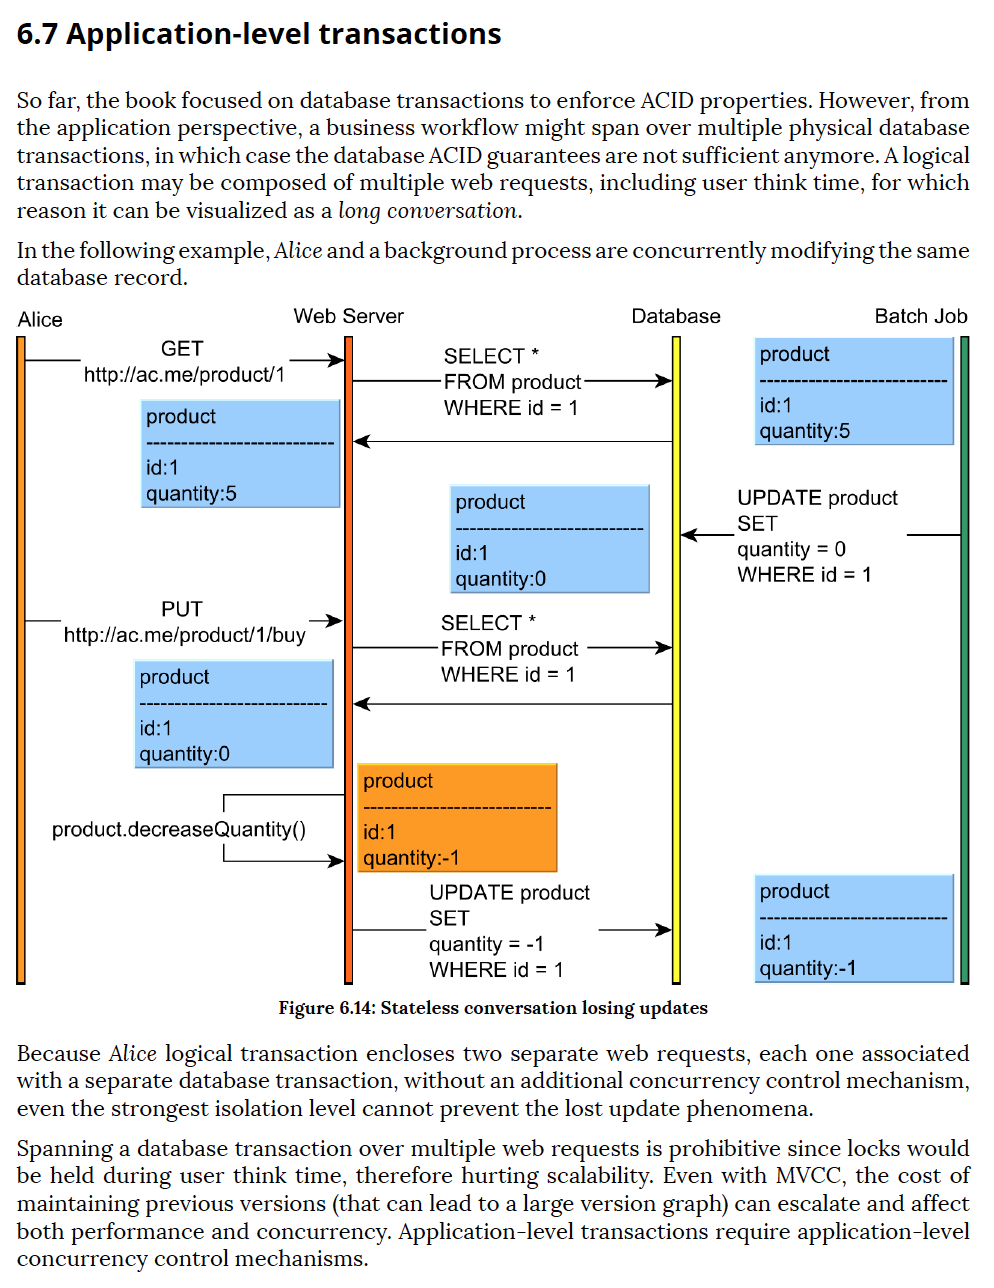 6.7 Application-level transactions
So far, the book focused on database transactions to enforce ACID properties. However, from
the application perspective, a business workflow might span over multiple physical database
transactions, in which case the database ACID guarantees are not sufficient anymore. A logical
transaction may be composed of multiple web requests, including user think time, for which
reason it can be visualized as a long conversation.
In the following example, Alice and a background process are concurrently modifying the same
database record.
Alice
Web Server
Database
Batch Job
GET
http://ac.me/product/1
SELECT *
FROM product
WHERE id = 1
product
---------------------------
id:1
quantity:5
product
---------------------------
id:1
quantity:5
product
---------------------------
id:1
quantity:0
UPDATE product
SET
quantity = 0
WHERE id = 1
PUT
http://ac.me/product/1/buy
SELECT *
FROM product
WHERE id = 1
product
---------------------------
id:1
quantity:0
product
---------------------------
id:1
quantity:-1
product.decreaseQuantity()
UPDATE product
SET
quantity = -1
WHERE id = 1
product
---------------------------
id:1
quantity:-1
Figure 6.14: Stateless conversation losing updates
Because Alice logical transaction encloses two separate web requests, each one associated
with a separate database transaction, without an additional concurrency control mechanism,
even the strongest isolation level cannot prevent the lost update phenomena.
Spanning a database transaction over multiple web requests is prohibitive since locks would
be held during user think time, therefore hurting scalability. Even with MVCC, the cost of
maintaining previous versions (that can lead to a large version graph) can escalate and affect
both performance and concurrency. Application-level transactions require application-level
concurrency control mechanisms.